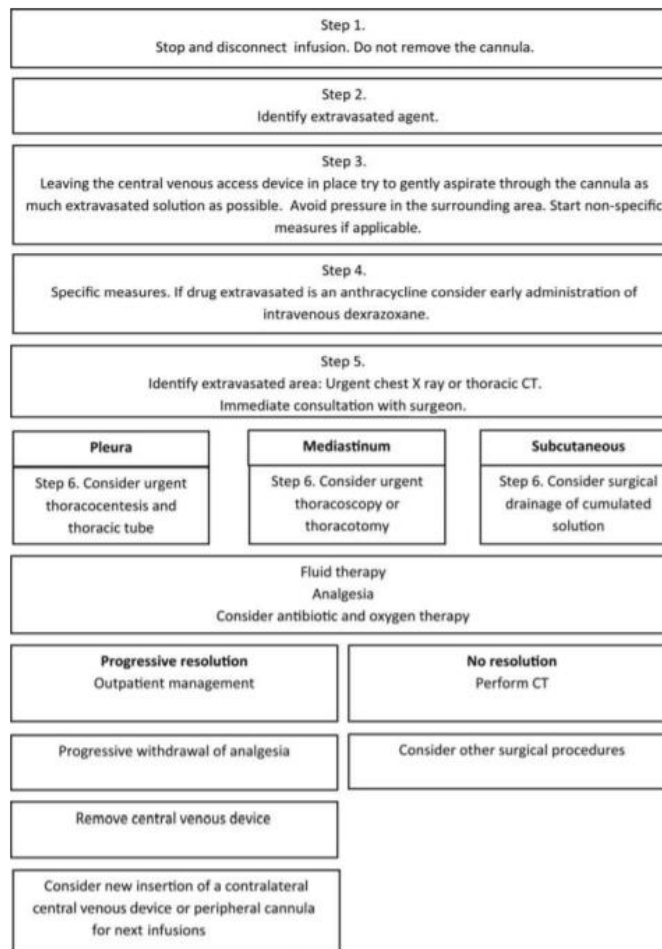 Step 1.
Stop and disconnect infusion. Do not remove the cannula.
Step 2.
Identify extravasated agent.
Step 3.
Leaving the central venous access device in place try to gently aspirate through the cannula as
much extravasated solution as possible. Avoid pressure in the surrounding area. Start non-specific
measures if applicable.
Step 4.
Specific measures. If drug extravasated is an anthracycline consider early administration of
intravenous dexrazoxane.
Step 5.
Identify extravasated area: Urgent chest X ray or thoracic CT.
Immediate consultation with surgeon.
Pleura
Step 6. Consider urgent
thoracocentesis and
thoracic tube
Mediastinum
Step 6. Consider urgent
thoracoscopy or
thoracotomy
Subcutaneous
Step 6. Consider surgical
drainage of cumulated
solution
Fluid therapy
Analgesia
Consider antibiotic and oxygen therapy
Progressive resolution
Outpatient management
No resolution
Perform CT
Progressive withdrawal of analgesia
Consider other surgical procedures
Remove central venous device
Consider new insertion of a contralateral
central venous device or peripheral cannula
for next infusions